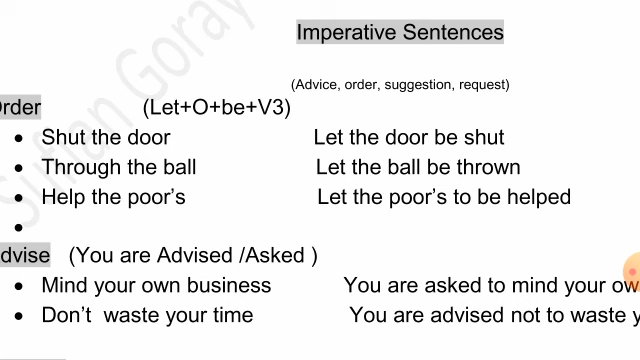 Imperative Sentences
(Advice, order, suggestion, request)
Order (Let+O+be+V3)
• Shut the door Let the door be shut
• Through the ball Let the ball be thrown
• Help the poor's Let the poor's to be helped
•
dvise (You are Advised /Asked )
• Mind your own business You are asked to mind your ow
• Don't waste your time You are advised not to waste y
Sufian Goray